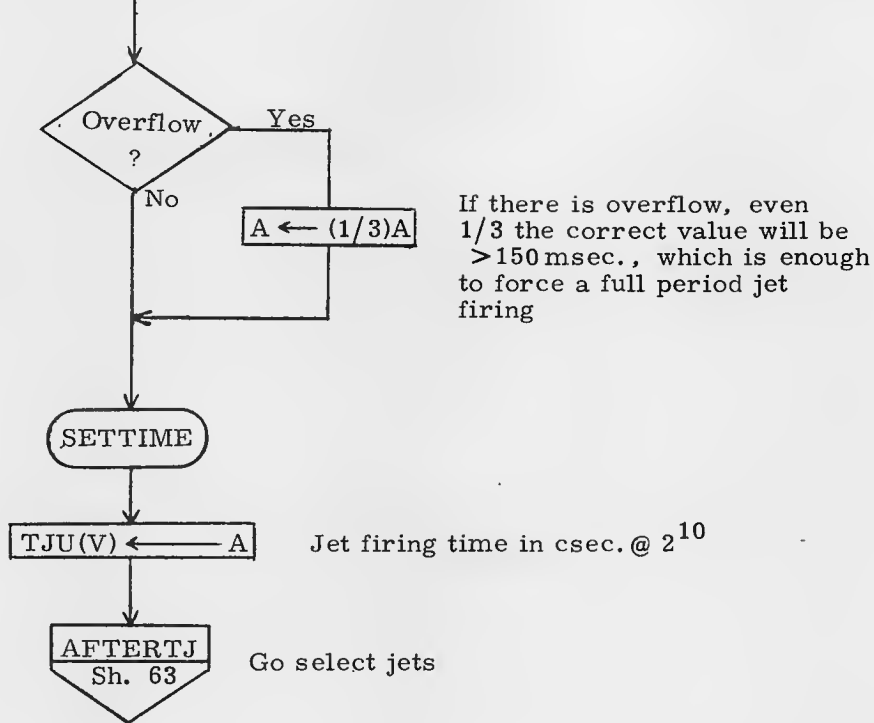 Overflow
?
Yes
No
A ← (1/3)A
If there is overflow, even
1/3 the correct value will be
>150 msec., which is enough
to force a full period jet
firing
SETTIME
TJU(V) ← A
Jet firing time in csec. @ 2^10
AFTERTJ
Sh. 63
Go select jets